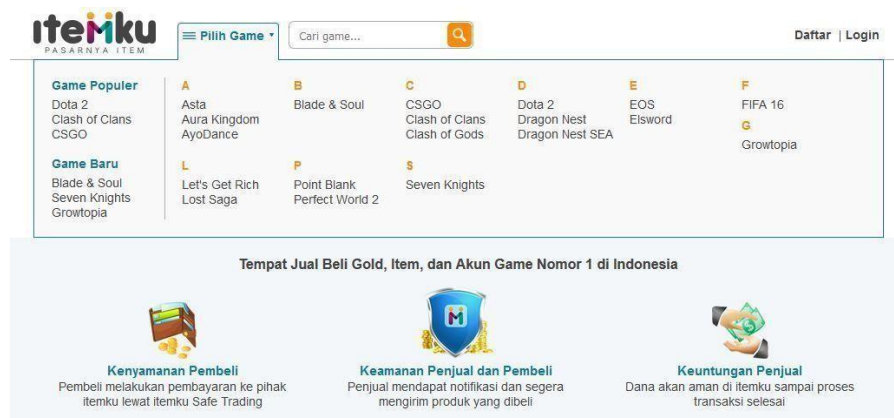 itemku
PASARNYA ITEM
Pilih Game
Cari game...
Daftar | Login
Game Populer
Dota 2
Clash of Clans
CSGO
Game Baru
Blade & Soul
Seven Knights
Growtopia
A
Asta
Aura Kingdom
AyoDance
B
Blade & Soul
C
CSGO
Clash of Clans
Clash of Gods
D
Dota 2
Dragon Nest
Dragon Nest SEA
E
EOS
Elsword
F
FIFA 16
G
Growtopia
L
Let's Get Rich
Lost Saga
P
Point Blank
Perfect World 2
S
Seven Knights
Tempat Jual Beli Gold, Item, dan Akun Game Nomor 1 di Indonesia
Kenyamanan Pembeli
Pembeli melakukan pembayaran ke pihak
itemku lewat itemku Safe Trading
Keamanan Penjual dan Pembeli
Penjual mendapat notifikasi dan segera
mengirim produk yang dibeli
Keuntungan Penjual
Dana akan aman di itemku sampai proses
transaksi selesai